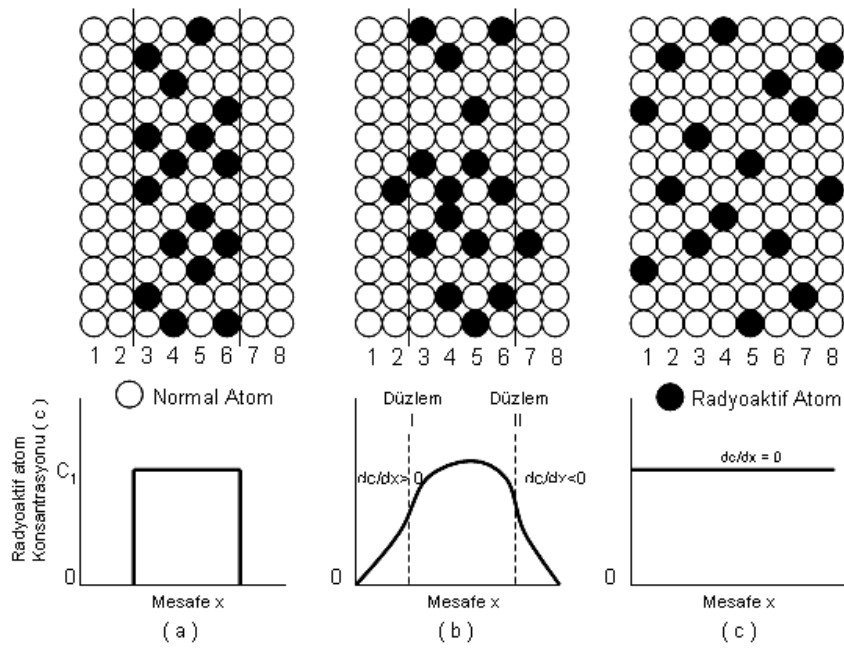 1 2 3 4 5 6 7 8
1 2 3 4 5 6 7 8
1 2 3 4 5 6 7 8
Normal Atom
Radyoaktif Atom
Radyoaktif atom
Konsantrasyonu ( c )
C1
0
Mesafe x
( a )
Düzlem
I
Düzlem
II
dc/dx> 0
dc/dx<0
0
Mesafe x
( b )
dc/dx = 0
0
Mesafe x
( c )